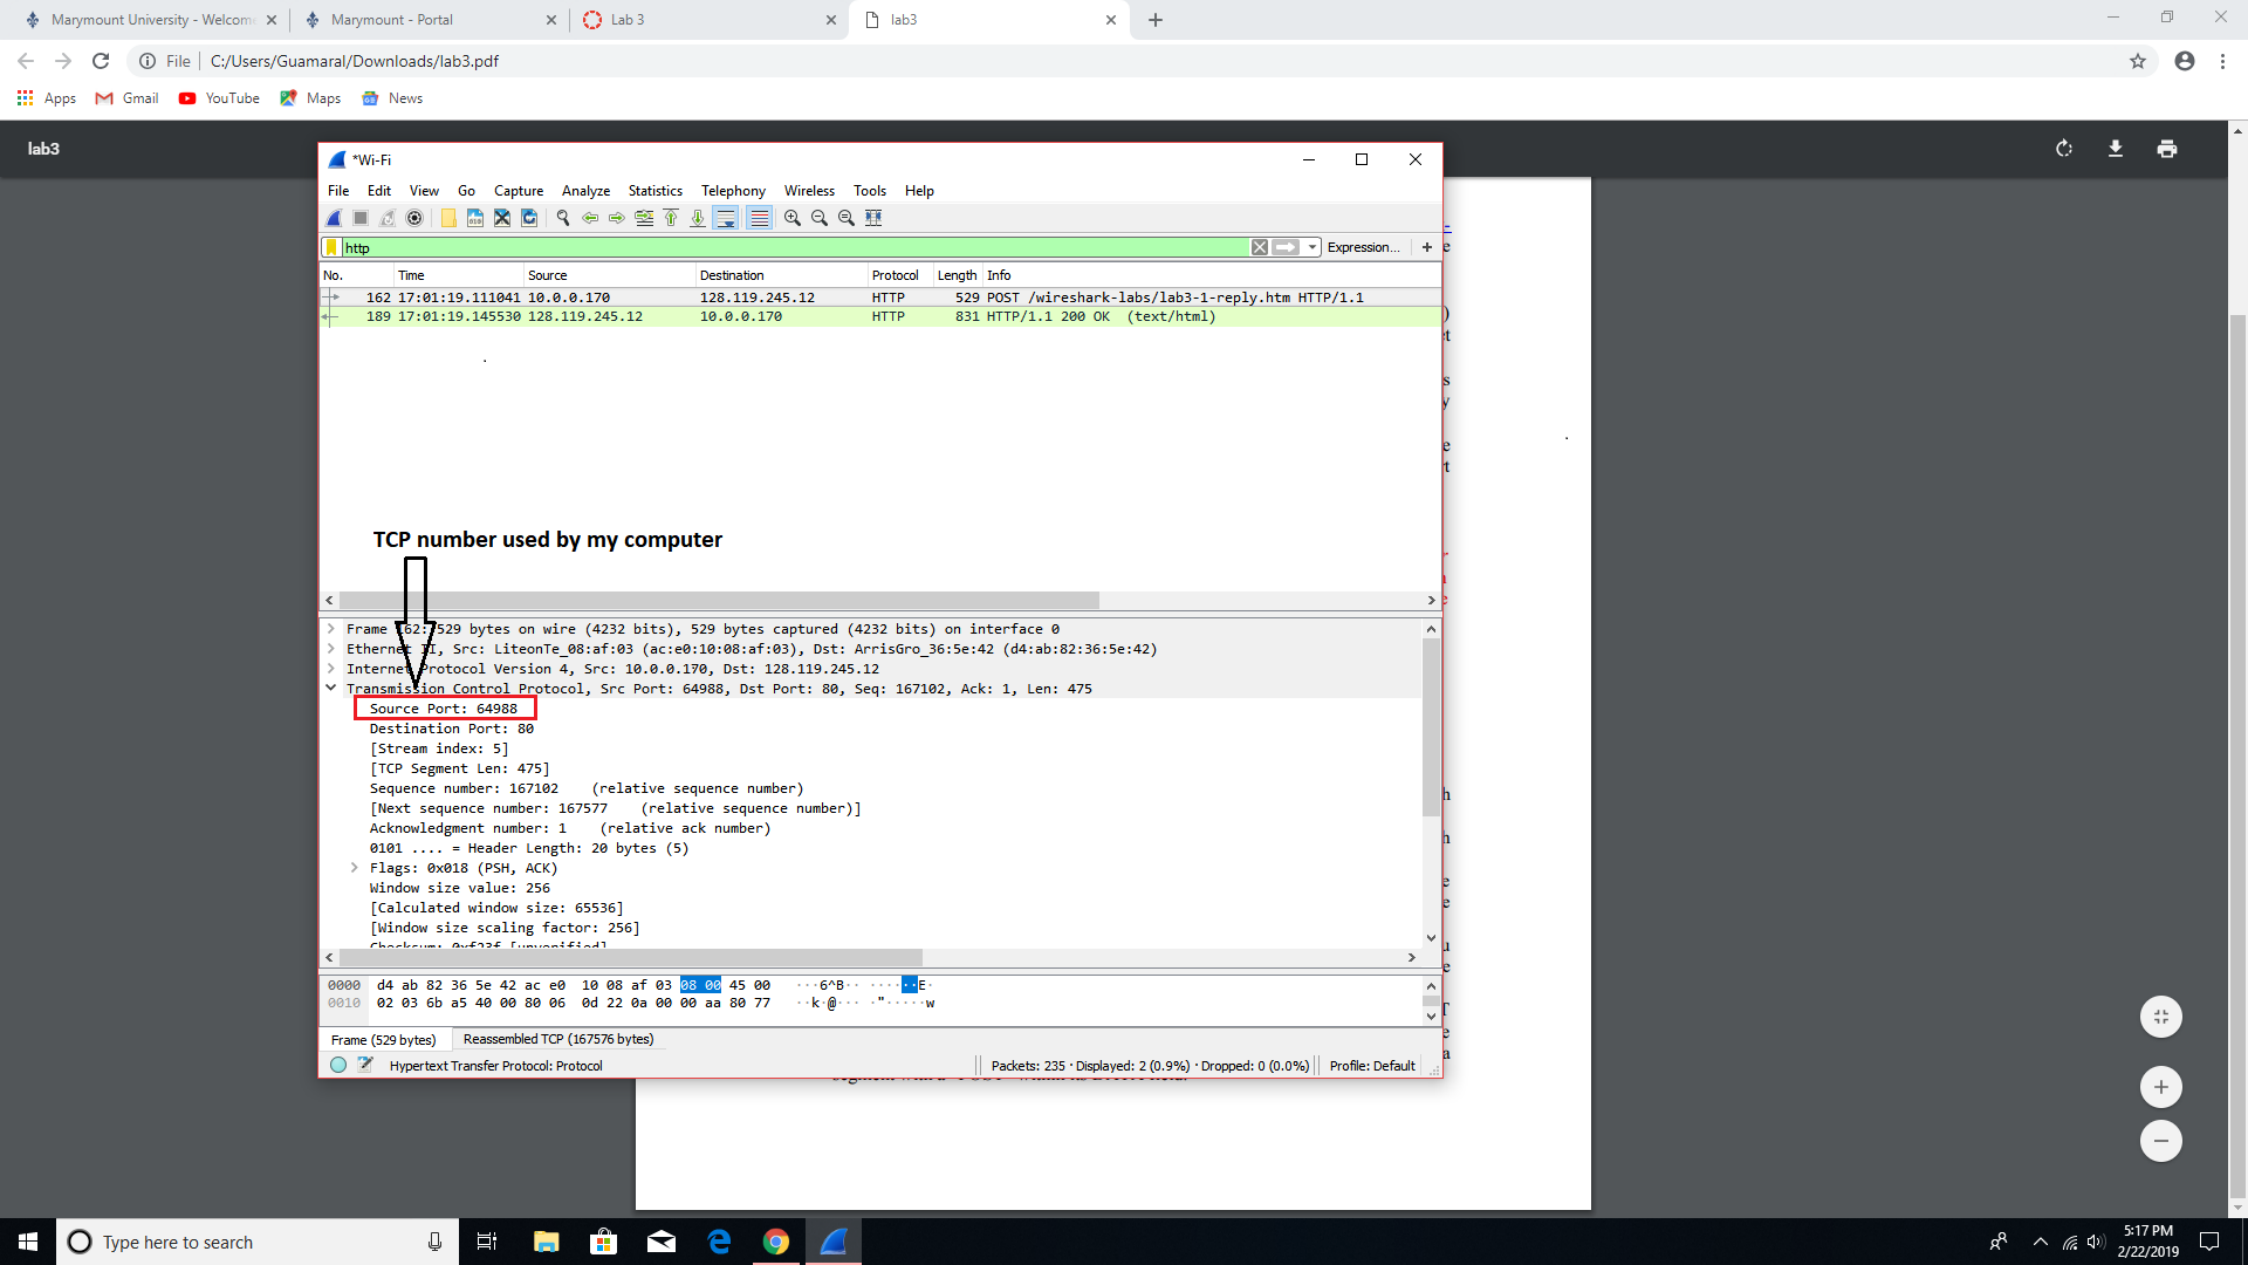 Marymount University - Welcome
Marymount - Portal
Lab 3
lab3
File
C:/Users/Guamaral/Downloads/lab3.pdf
Apps
Gmail
YouTube
Maps
News
lab3
*Wi-Fi
File Edit View Go Capture Analyze Statistics Telephony Wireless Tools Help
http
Expression... +
No. Time Source Destination Protocol Length Info
162 17:01:19.111041 10.0.0.170 128.119.245.12 HTTP 529 POST /wireshark-labs/lab3-1-reply.htm HTTP/1.1
189 17:01:19.145530 128.119.245.12 10.0.0.170 HTTP 831 HTTP/1.1 200 OK (text/html)
TCP number used by my computer
Frame 162: 529 bytes on wire (4232 bits), 529 bytes captured (4232 bits) on interface 0
Ethernet II, Src: LiteonTe_08:af:03 (ac:e0:10:08:af:03), Dst: ArrisGro_36:5e:42 (d4:ab:82:36:5e:42)
Internet Protocol Version 4, Src: 10.0.0.170, Dst: 128.119.245.12
Transmission Control Protocol, Src Port: 64988, Dst Port: 80, Seq: 167102, Ack: 1, Len: 475
Source Port: 64988
Destination Port: 80
[Stream index: 5]
[TCP Segment Len: 475]
Sequence number: 167102 (relative sequence number)
[Next sequence number: 167577 (relative sequence number)]
Acknowledgment number: 1 (relative ack number)
0101 .... = Header Length: 20 bytes (5)
Flags: 0x018 (PSH, ACK)
Window size value: 256
[Calculated window size: 65536]
[Window size scaling factor: 256]
Checksum: 0xf23f [unverified]
0000 d4 ab 82 36 5e 42 ac e0 10 08 af 03 08 00 45 00 ···6^B·· ······E·
0010 02 03 6b a5 40 00 80 06 0d 22 0a 00 00 aa 80 77 ··k·@··· ·"·····w
Frame (529 bytes)
Reassembled TCP (167576 bytes)
Hypertext Transfer Protocol: Protocol
Packets: 235 · Displayed: 2 (0.9%) · Dropped: 0 (0.0%)
Profile: Default
Type here to search
5:17 PM
2/22/2019